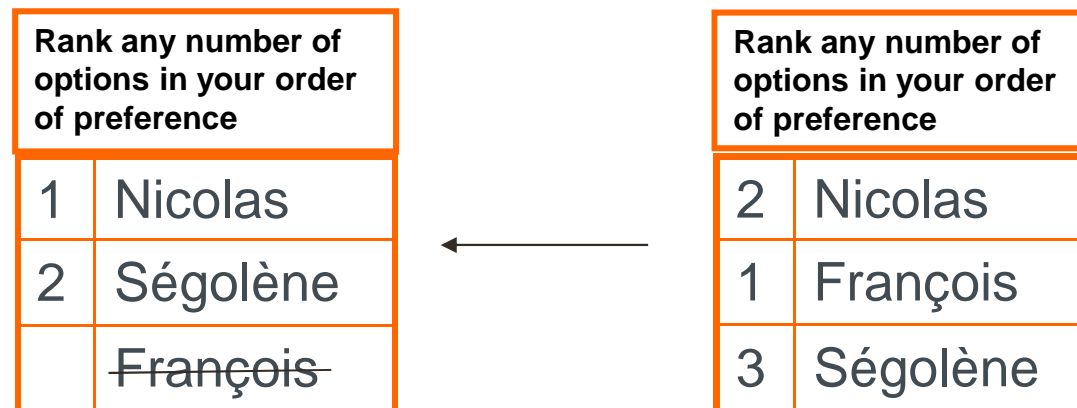 Rank any number of
options in your order
of preference
1 Nicolas
2 Ségolène
François
Rank any number of
options in your order
of preference
2 Nicolas
1 François
3 Ségolène